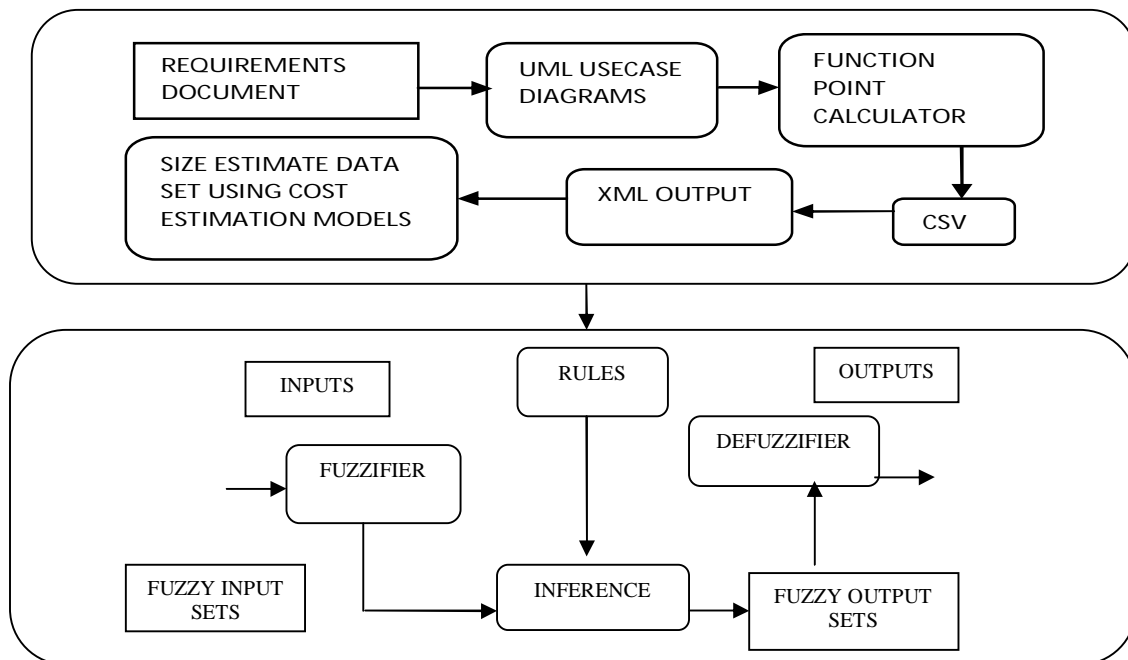 REQUIREMENTS
DOCUMENT
UML USECASE
DIAGRAMS
FUNCTION
POINT
CALCULATOR
SIZE ESTIMATE DATA
SET USING COST
ESTIMATION MODELS
XML OUTPUT
CSV
INPUTS
RULES
OUTPUTS
FUZZIFIER
DEFUZZIFIER
FUZZY INPUT
SETS
INFERENCE
FUZZY OUTPUT
SETS